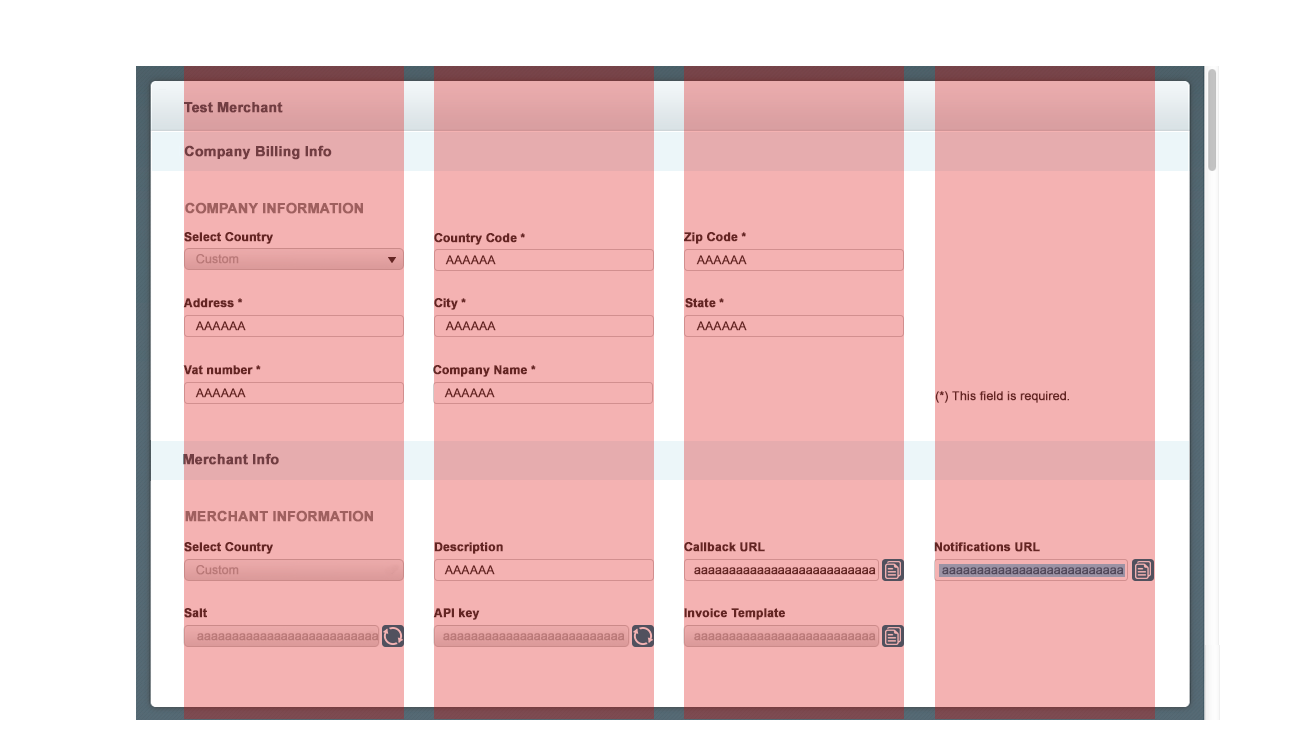 Test Merchant
Company Billing Info
COMPANY INFORMATION
Select Country Country Code * Zip Code *
Custom AAAAAA AAAAAA
Address * City * State *
AAAAAA AAAAAA AAAAAA
Vat number * Company Name *
AAAAAA AAAAAA (*) This field is required.
Merchant Info
MERCHANT INFORMATION
Select Country Description Callback URL Notifications URL
Custom AAAAAA aaaaaaaaaaaaaaaaaaaaaaaaaa aaaaaaaaaaaaaaaaaaaaaaaaaa
Salt API key Invoice Template
aaaaaaaaaaaaaaaaaaaaaaaaaa aaaaaaaaaaaaaaaaaaaaaaaaaa aaaaaaaaaaaaaaaaaaaaaaaaaa